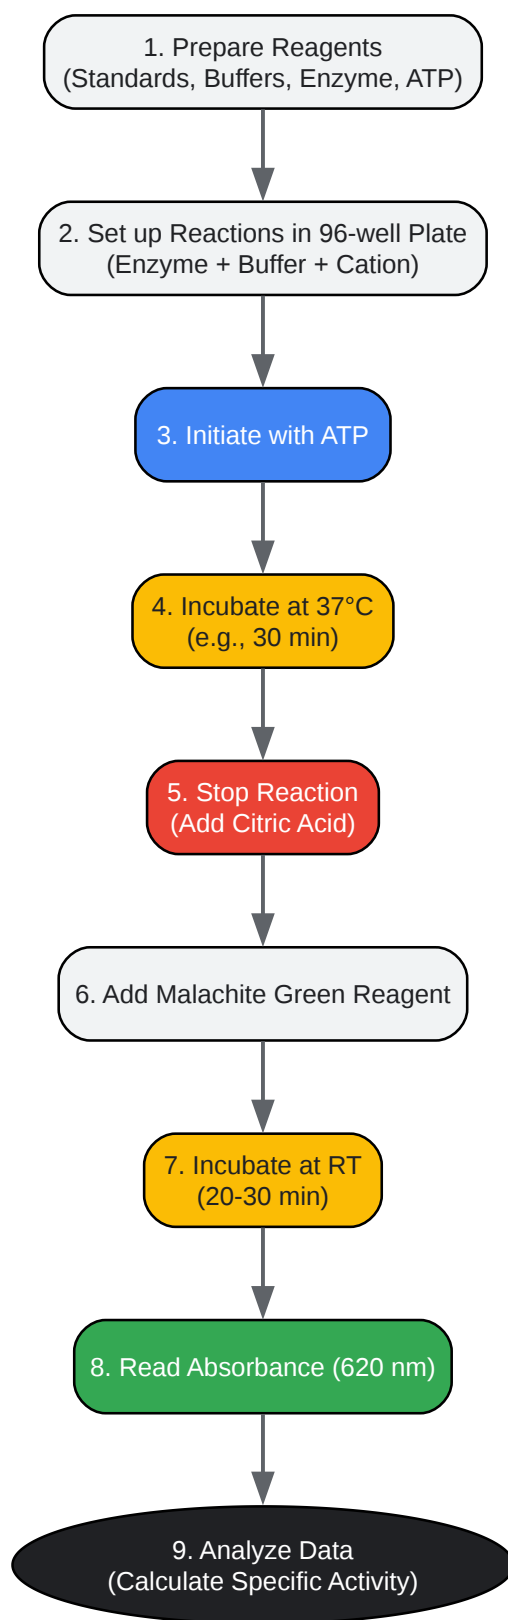 1. Prepare Reagents
(Standards, Buffers, Enzyme, ATP)
2. Set up Reactions in 96-well Plate
(Enzyme + Buffer + Cation)
3. Initiate with ATP
4. Incubate at 37°C
(e.g., 30 min)
5. Stop Reaction
(Add Citric Acid)
6. Add Malachite Green Reagent
7. Incubate at RT
(20-30 min)
8. Read Absorbance (620 nm)
9. Analyze Data
(Calculate Specific Activity)